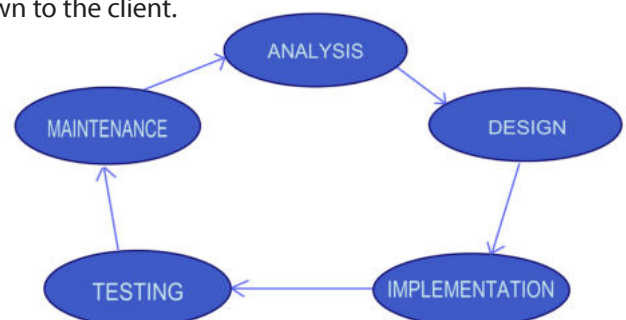 wn to the client.
ANALYSIS
DESIGN
IMPLEMENTATION
TESTING
MAINTENANCE